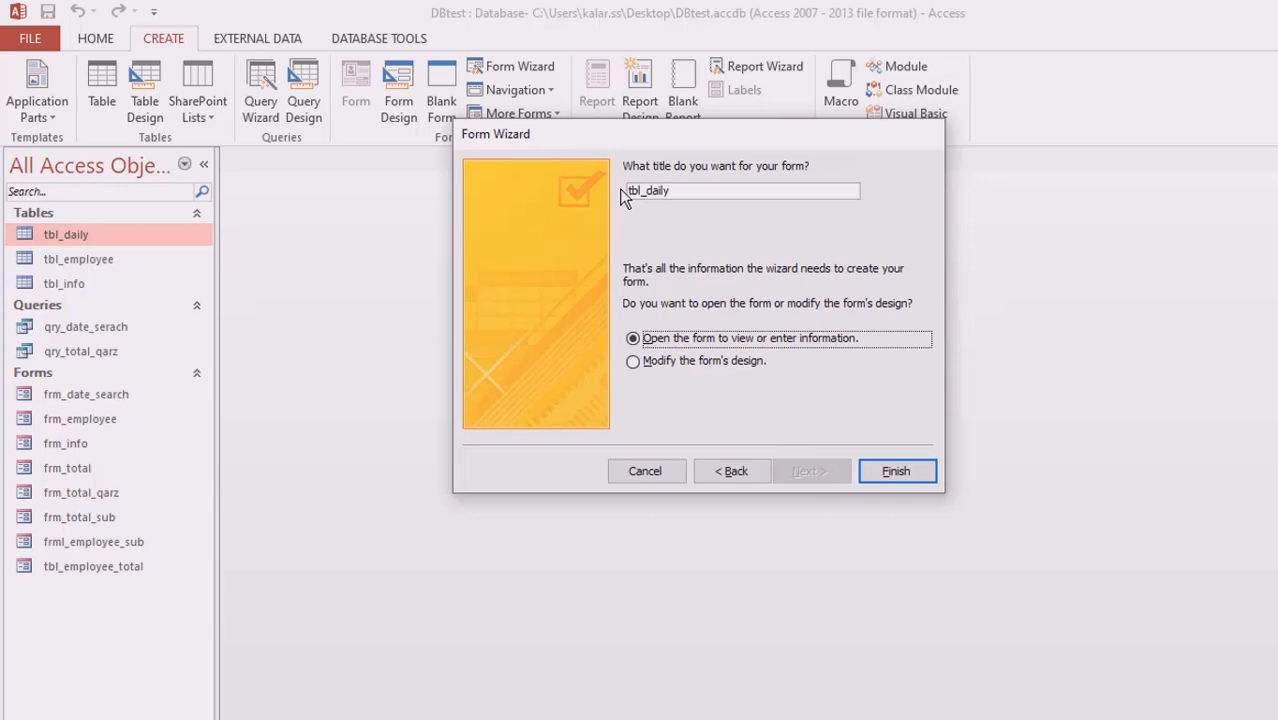 DBtest : Database- C:\Users\kalar.ss\Desktop\DBtest.accdb (Access 2007 - 2013 file format) - Access
FILE HOME CREATE EXTERNAL DATA DATABASE TOOLS
Application Parts
Table
Table Design
SharePoint Lists
Query Wizard
Query Design
Form
Form Design
Blank Form
Form Wizard
Navigation
More Forms
Report
Report Design
Blank Report
Report Wizard
Labels
Macro
Module
Class Module
Visual Basic
Templates
Tables
Queries
All Access Obje...
Search...
Tables
tbl_daily
tbl_employee
tbl_info
Queries
qry_date_serach
qry_total_qarz
Forms
frm_date_search
frm_employee
frm_info
frm_total
frm_total_qarz
frm_total_sub
frml_employee_sub
tbl_employee_total
Form Wizard
What title do you want for your form?
tbl_daily
That's all the information the wizard needs to create your
form.
Do you want to open the form or modify the form's design?
Open the form to view or enter information.
Modify the form's design.
Cancel
< Back
Next >
Finish